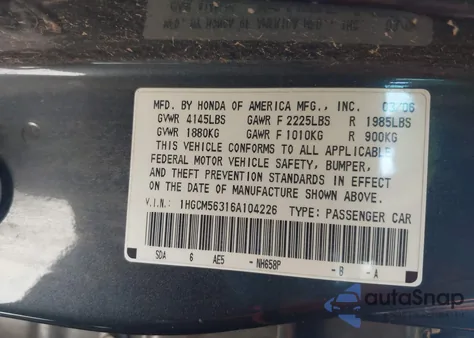 MFD. BY HONDA OF AMERICA MFG., INC. 03/06
GVWR 4145LBS GAWR F 2225LBS R 1985LBS
GVWR 1880KG GAWR F 1010KG R 900KG
THIS VEHICLE CONFORMS TO ALL APPLICABLE
FEDERAL MOTOR VEHICLE SAFETY, BUMPER,
AND THEFT PREVENTION STANDARDS IN EFFECT
ON THE DATE OF MANUFACTURE SHOWN ABOVE.
V.I.N.: 1HGCM56316A104226 TYPE: PASSENGER CAR
SDA 6 AE5 -NH658P -B -A
autoSnap